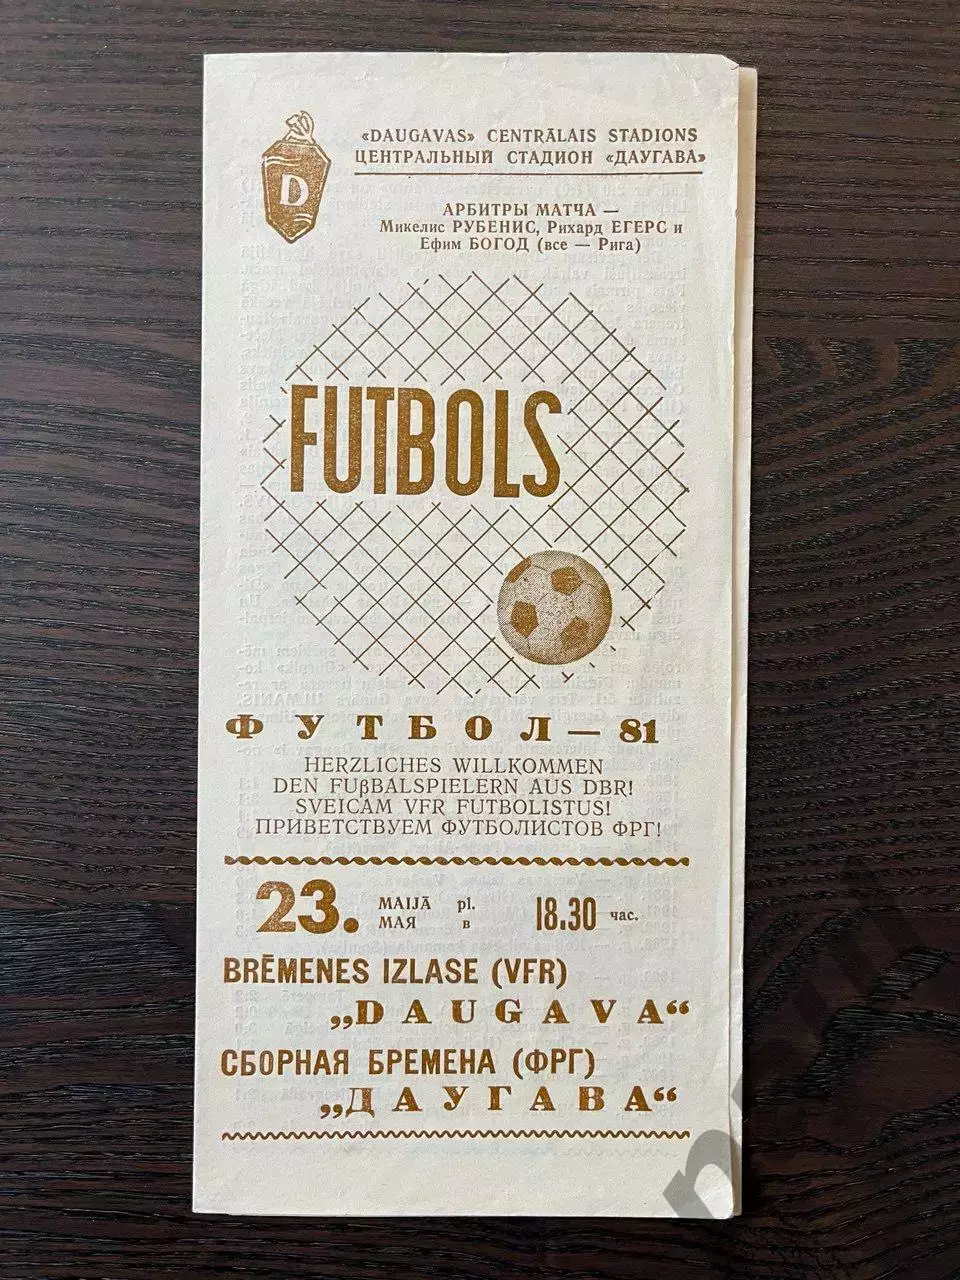 D
«DAUGAVAS» CENTRĀLAIS STADIONS
ЦЕНТРАЛЬНЫЙ СТАДИОН «ДАУГАВА»
АРБИТРЫ МАТЧА —
Микелис РУБЕНИС, Рихард ЕГЕРС и
Ефим БОГОД (все — Рига)
FUTBOLS
ФУТБОЛ — 81
HERZLICHES WILLKOMMEN
DEN FUßBALSPIELERN AUS DBR!
SVEICAM VFR FUTBOLISTUS!
ПРИВЕТСТВУЕМ ФУТБОЛИСТОВ ФРГ!
23. MAIJĀ pl. 18.30 час.
МАЯ в
BRĒMENES IZLASE (VFR)
„DAUGAVA“
СБОРНАЯ БРЕМЕНА (ФРГ)
„ДАУГАВА“